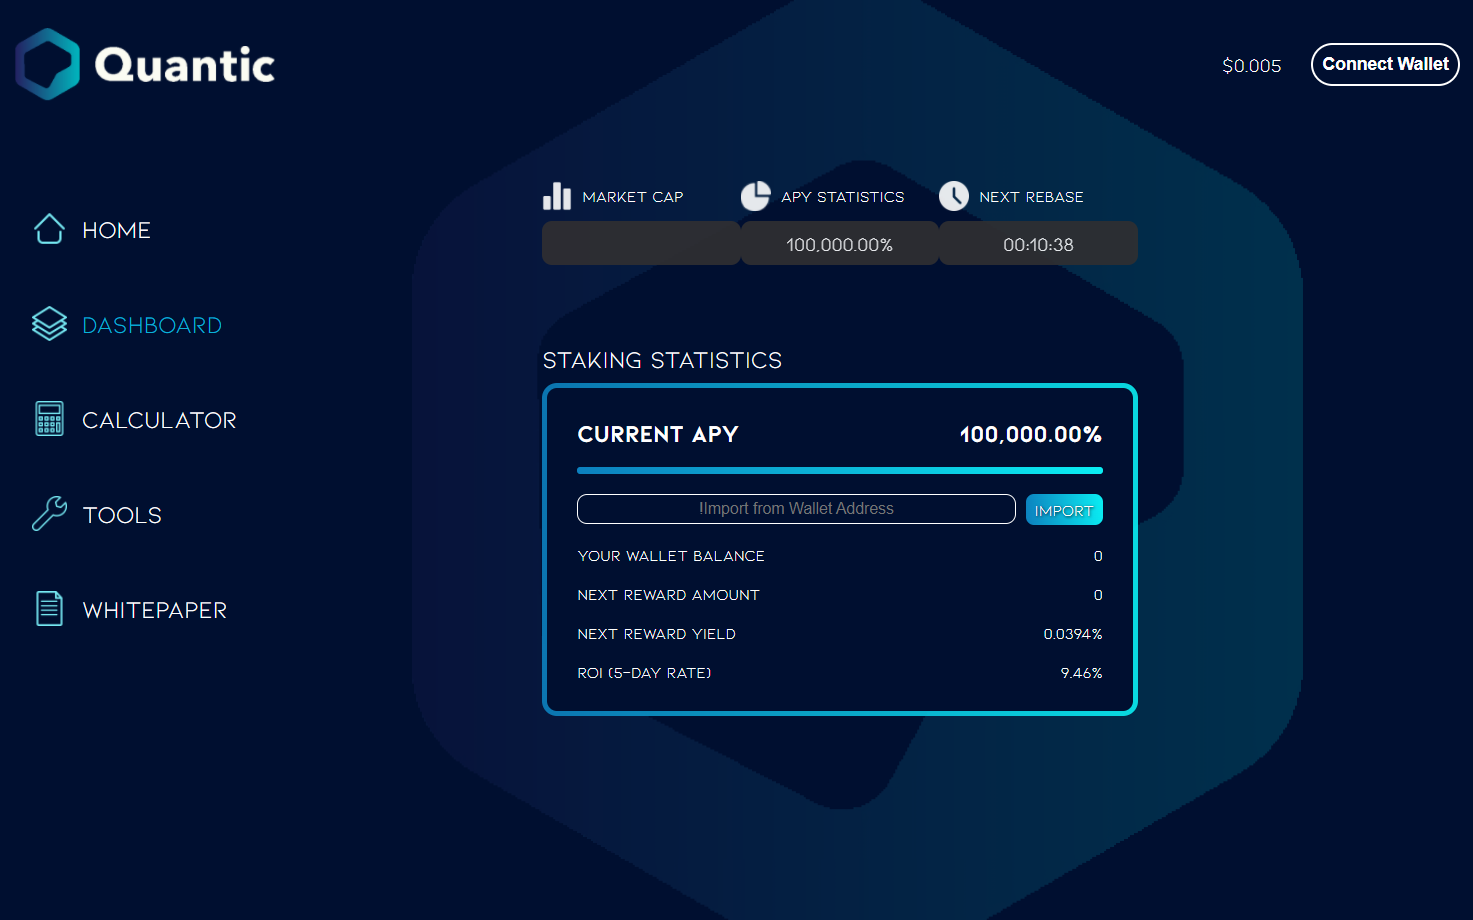 Quantic
$0.005
Connect Wallet
MARKET CAP
APY STATISTICS
NEXT REBASE
100,000.00%
00:10:38
HOME
DASHBOARD
CALCULATOR
TOOLS
WHITEPAPER
STAKING STATISTICS
CURRENT APY 100,000.00%
!Import from Wallet Address
IMPORT
YOUR WALLET BALANCE 0
NEXT REWARD AMOUNT 0
NEXT REWARD YIELD 0.0394%
ROI (5-DAY RATE) 9.46%